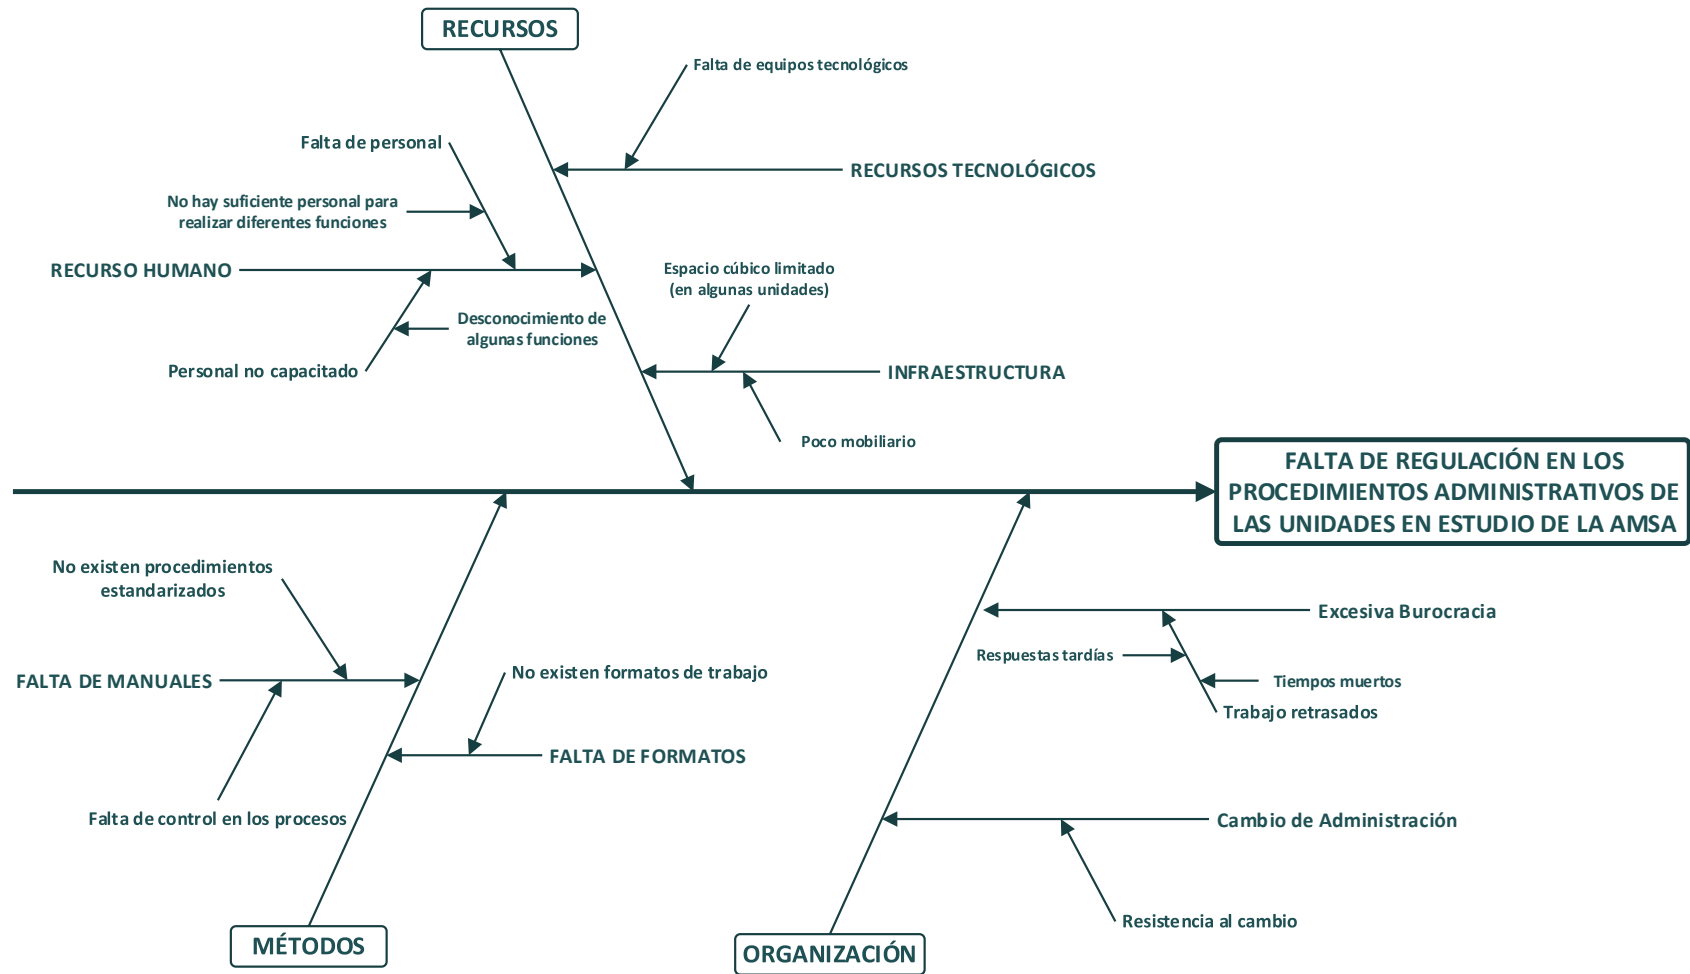 RECURSOS
Falta de equipos tecnológicos
Falta de personal
RECURSOS TECNOLÓGICOS
No hay suficiente personal para
realizar diferentes funciones
RECURSO HUMANO
Espacio cúbico limitado
(en algunas unidades)
Desconocimiento de
algunas funciones
Personal no capacitado
INFRAESTRUCTURA
Poco mobiliario
FALTA DE REGULACIÓN EN LOS
PROCEDIMIENTOS ADMINISTRATIVOS DE
LAS UNIDADES EN ESTUDIO DE LA AMSA
No existen procedimientos
estandarizados
FALTA DE MANUALES
No existen formatos de trabajo
FALTA DE FORMATOS
Falta de control en los procesos
MÉTODOS
Excesiva Burocracia
Respuestas tardías
Tiempos muertos
Trabajo retrasados
Cambio de Administración
Resistencia al cambio
ORGANIZACIÓN